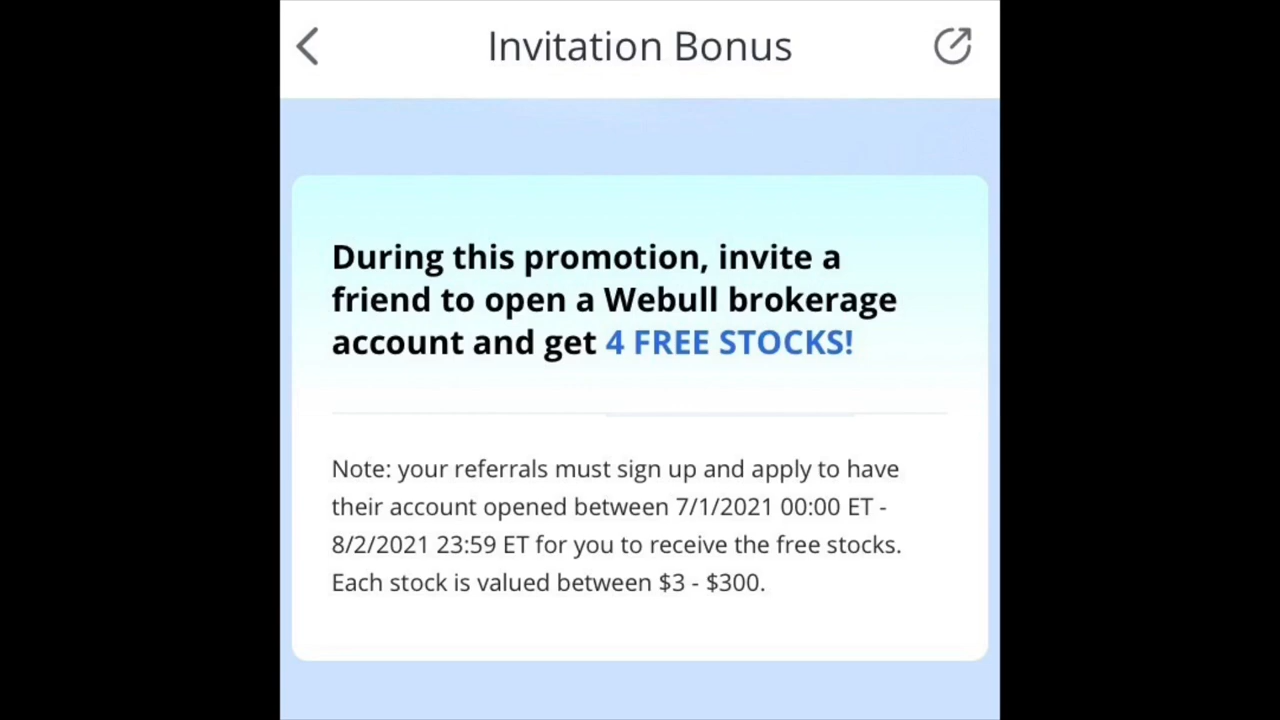 Invitation Bonus
During this promotion, invite a
friend to open a Webull brokerage
account and get 4 FREE STOCKS!
Note: your referrals must sign up and apply to have
their account opened between 7/1/2021 00:00 ET -
8/2/2021 23:59 ET for you to receive the free stocks.
Each stock is valued between $3 - $300.